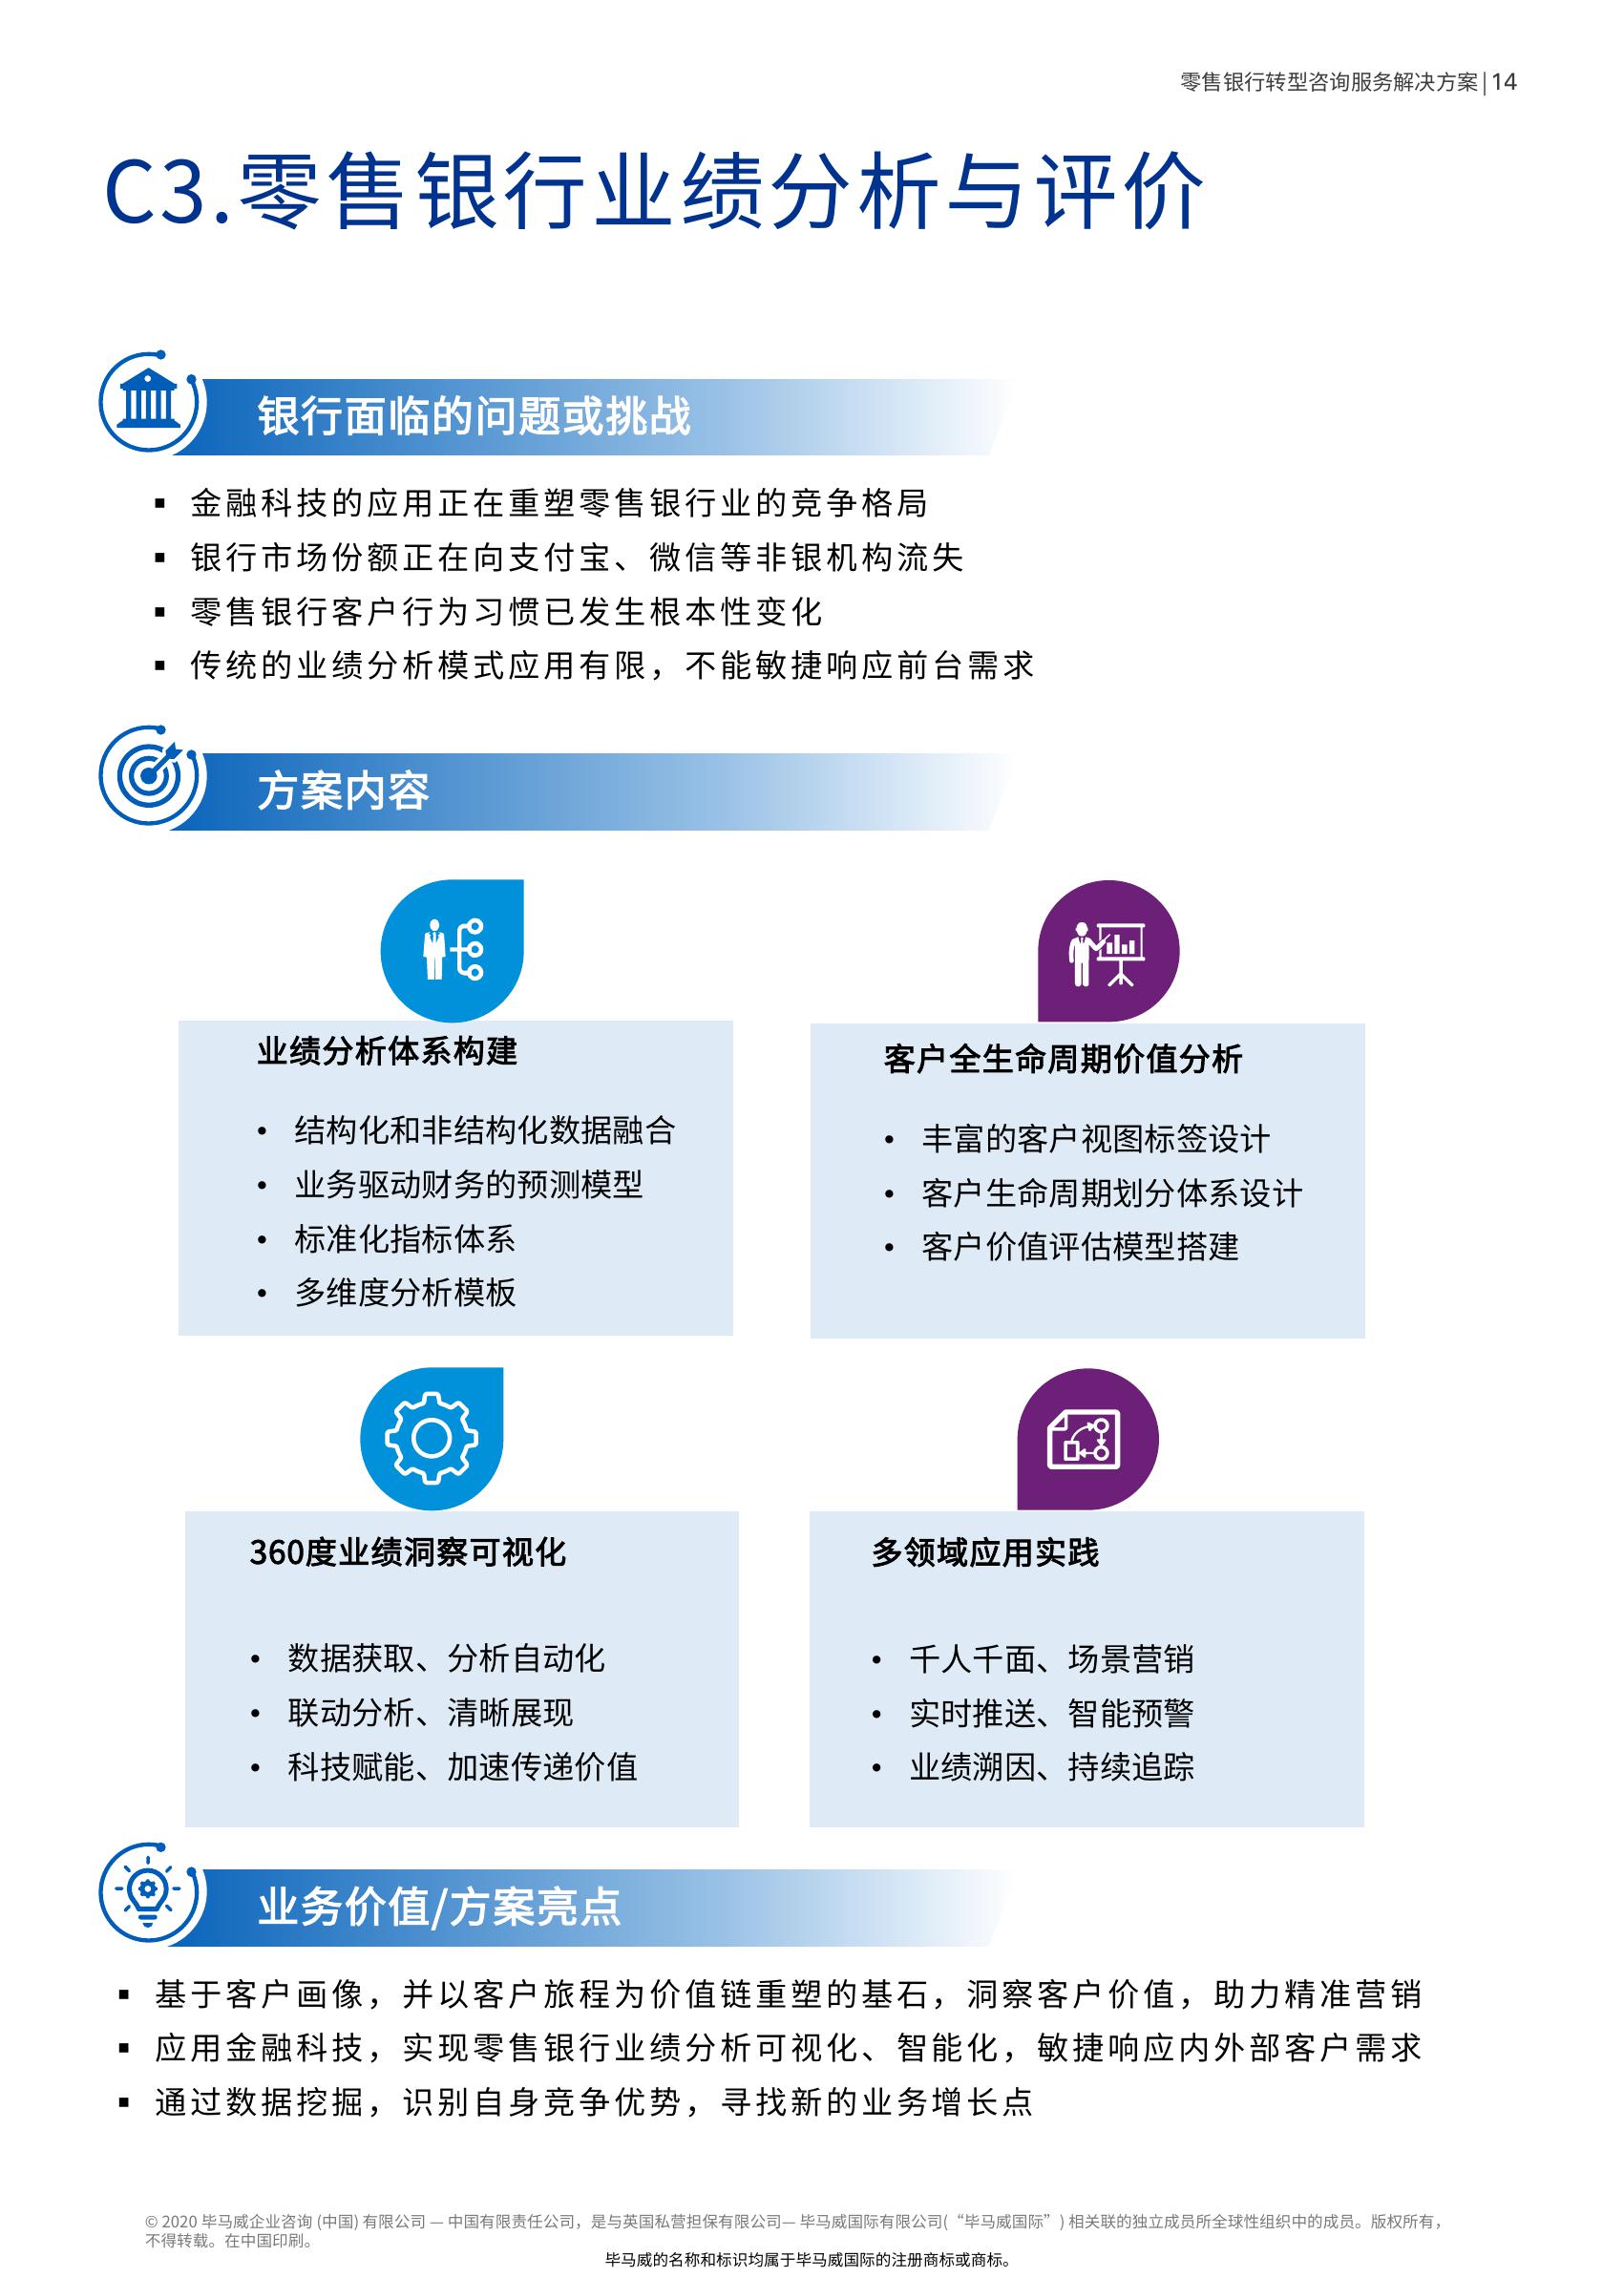 零售银行转型咨询服务解决方案|14
C3.零售银行业绩分析与评价
银行面临的问题或挑战
▪ 金融科技的应用正在重塑零售银行业的竞争格局
▪ 银行市场份额正在向支付宝、微信等非银机构流失
▪ 零售银行客户行为习惯已发生根本性变化
▪ 传统的业绩分析模式应用有限，不能敏捷响应前台需求
方案内容
业绩分析体系构建
• 结构化和非结构化数据融合
• 业务驱动财务的预测模型
• 标准化指标体系
• 多维度分析模板
客户全生命周期价值分析
• 丰富的客户视图标签设计
• 客户生命周期划分体系设计
• 客户价值评估模型搭建
360度业绩洞察可视化
• 数据获取、分析自动化
• 联动分析、清晰展现
• 科技赋能、加速传递价值
多领域应用实践
• 千人千面、场景营销
• 实时推送、智能预警
• 业绩溯因、持续追踪
业务价值/方案亮点
▪ 基于客户画像，并以客户旅程为价值链重塑的基石，洞察客户价值，助力精准营销
▪ 应用金融科技，实现零售银行业绩分析可视化、智能化，敏捷响应内外部客户需求
▪ 通过数据挖掘，识别自身竞争优势，寻找新的业务增长点
© 2020 毕马威企业咨询 (中国) 有限公司 — 中国有限责任公司，是与英国私营担保有限公司— 毕马威国际有限公司(“毕马威国际”) 相关联的独立成员所全球性组织中的成员。版权所有，
不得转载。在中国印刷。
毕马威的名称和标识均属于毕马威国际的注册商标或商标。